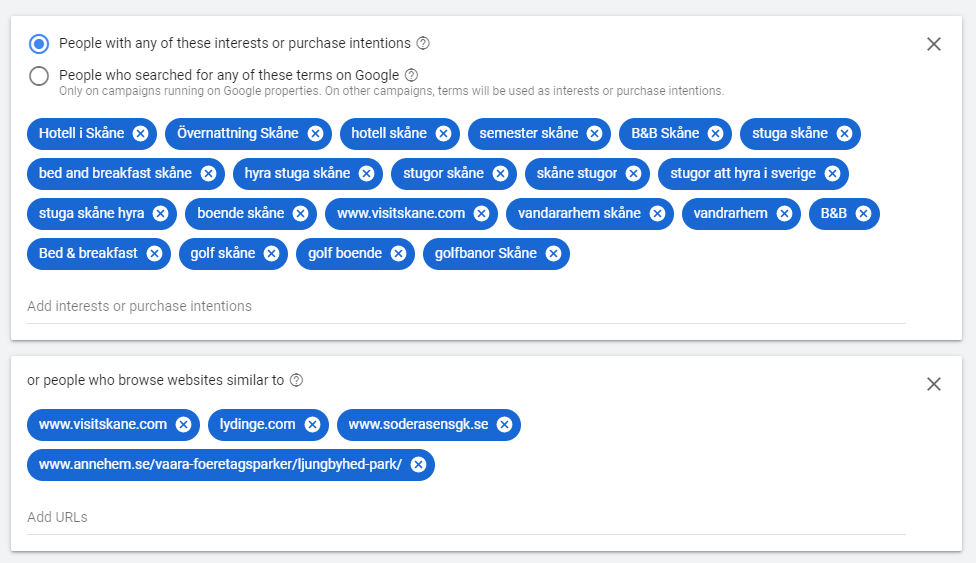 People with any of these interests or purchase intentions
People who searched for any of these terms on Google
Only on campaigns running on Google properties. On other campaigns, terms will be used as interests or purchase intentions.
Hotell i Skåne Övernattning Skåne hotell skåne semester skåne B&B Skåne stuga skåne
bed and breakfast skåne hyra stuga skåne stugor skåne skåne stugor stugor att hyra i sverige
stuga skåne hyra boende skåne www.visitskane.com vandararhem skåne vandrarhem B&B
Bed & breakfast golf skåne golf boende golfbanor Skåne
Add interests or purchase intentions
or people who browse websites similar to
www.visitskane.com lydinge.com www.soderasensgk.se
www.annehem.se/vaara-foeretagsparker/ljungbyhed-park/
Add URLs